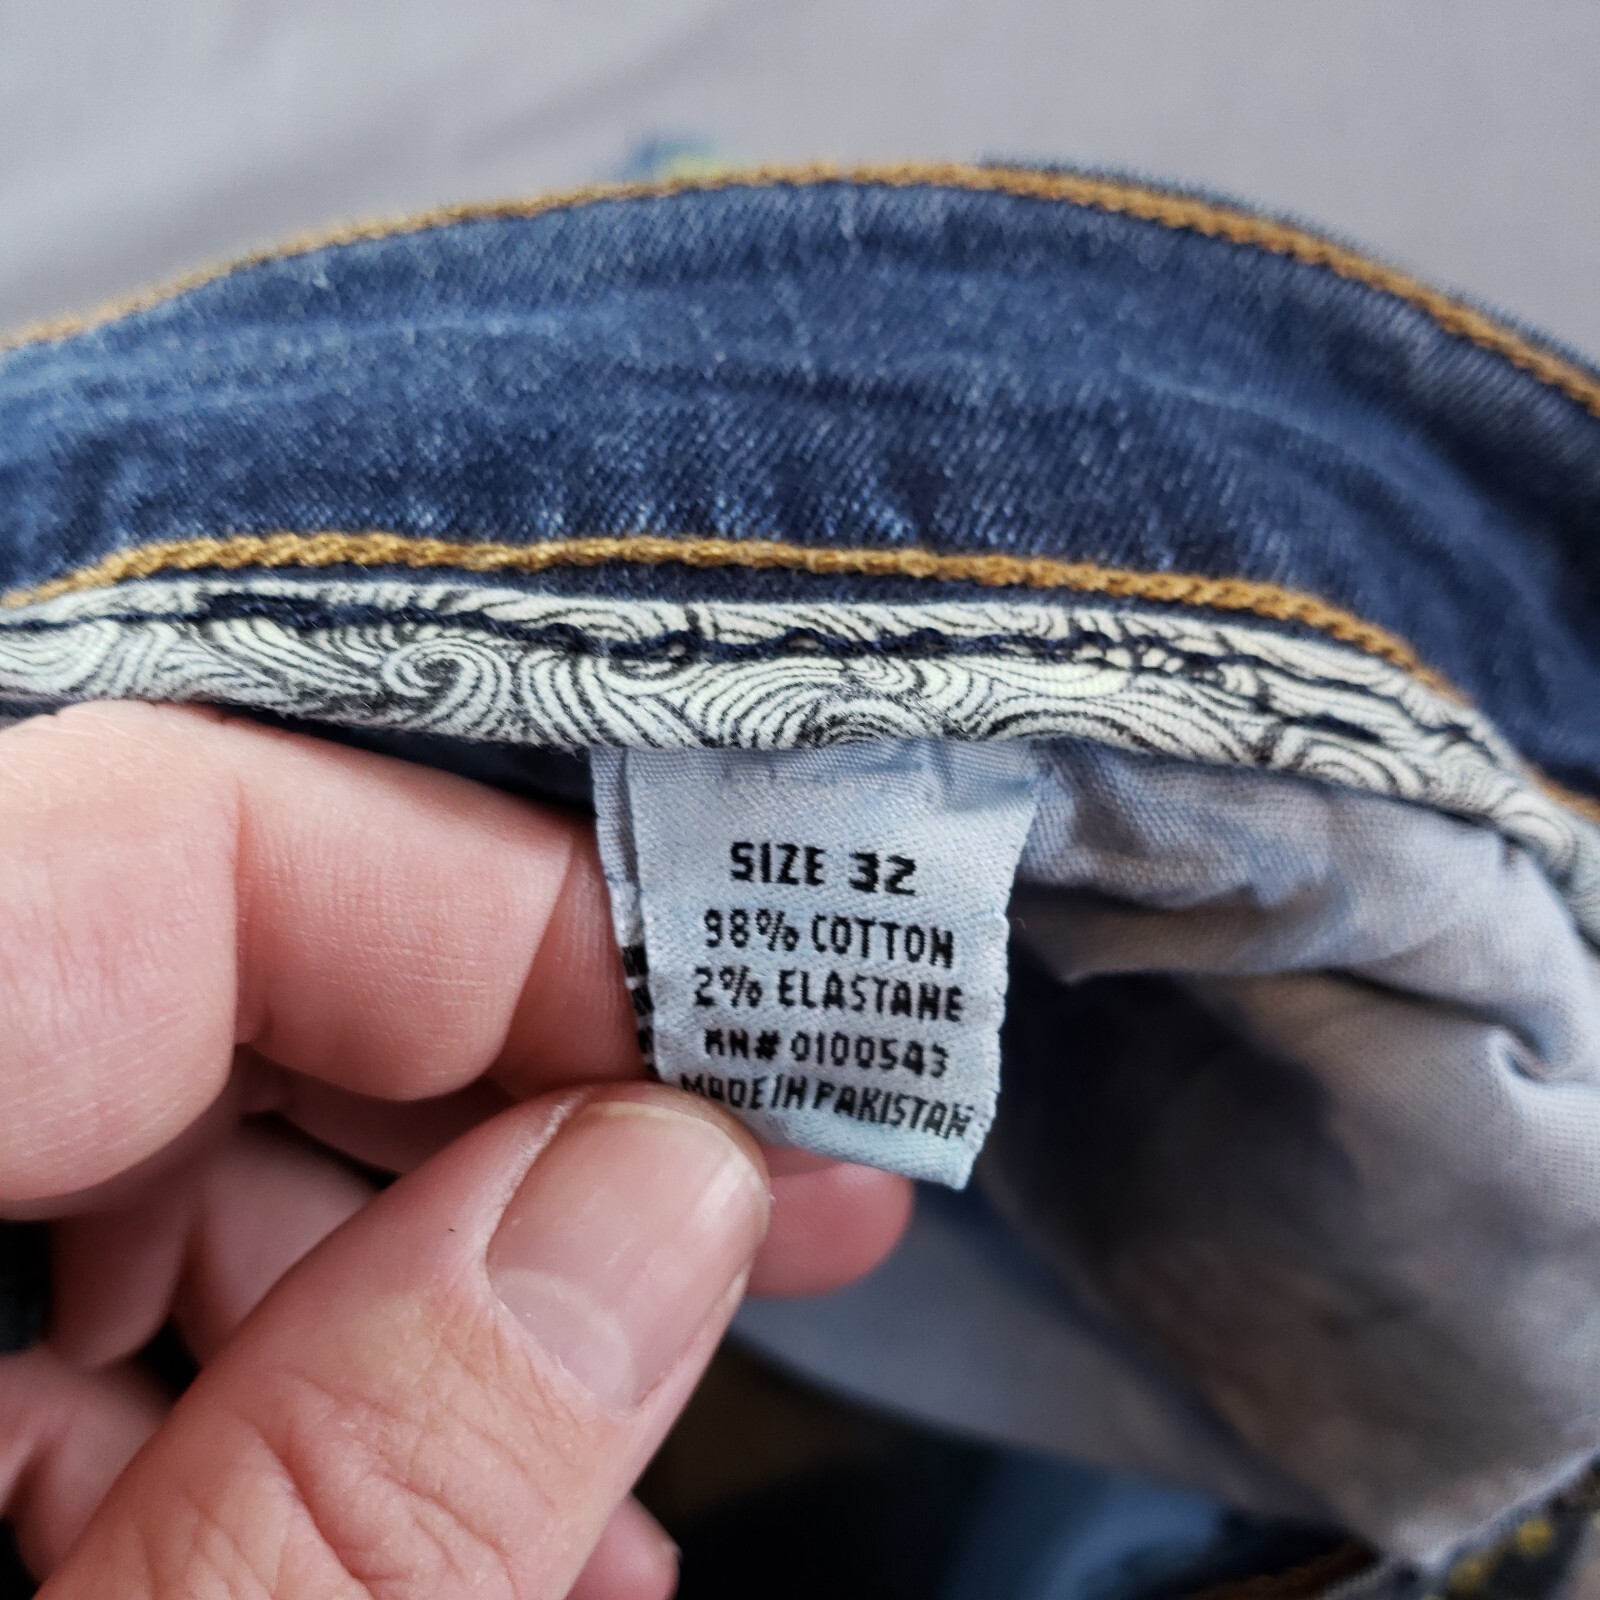 SIZE 32
98% COTTON
2% ELASTANE
RN# 0100543
MADE IN PAKISTAN